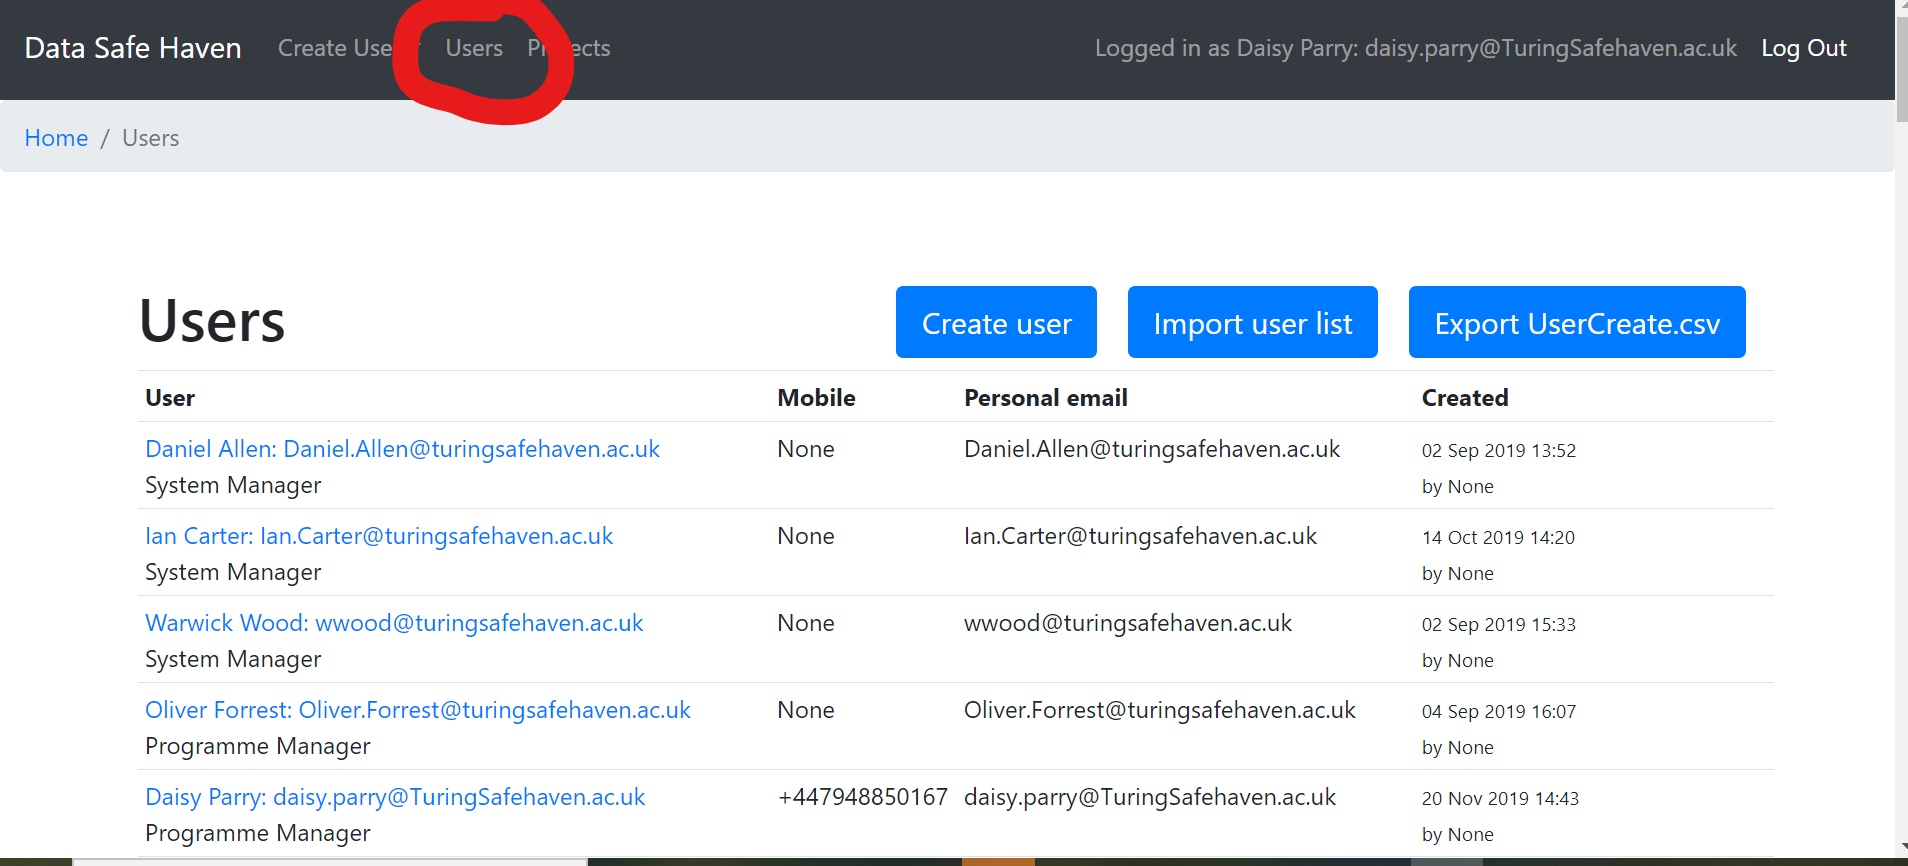 Data Safe Haven Create User Users Projects Logged in as Daisy Parry: daisy.parry@TuringSafehaven.ac.uk Log Out
Home / Users
Users Create user Import user list Export UserCreate.csv
User Mobile Personal email Created
Daniel Allen: Daniel.Allen@turingsafehaven.ac.uk None Daniel.Allen@turingsafehaven.ac.uk 02 Sep 2019 13:52
System Manager by None
Ian Carter: Ian.Carter@turingsafehaven.ac.uk None Ian.Carter@turingsafehaven.ac.uk 14 Oct 2019 14:20
System Manager by None
Warwick Wood: wwood@turingsafehaven.ac.uk None wwood@turingsafehaven.ac.uk 02 Sep 2019 15:33
System Manager by None
Oliver Forrest: Oliver.Forrest@turingsafehaven.ac.uk None Oliver.Forrest@turingsafehaven.ac.uk 04 Sep 2019 16:07
Programme Manager by None
Daisy Parry: daisy.parry@TuringSafehaven.ac.uk +447948850167 daisy.parry@TuringSafehaven.ac.uk 20 Nov 2019 14:43
Programme Manager by None